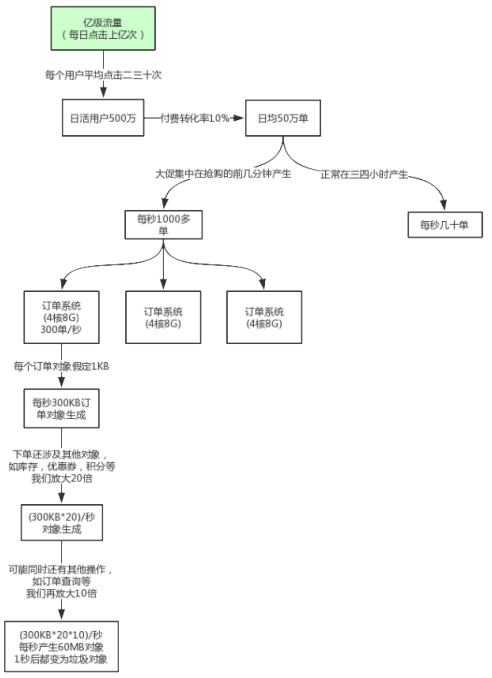 亿级流量
（每日点击上亿次）
每个用户平均点击二三十次
日活用户500万
付费转化率10%
日均50万单
大促集中在抢购的前几分钟产生
正常在三四小时产生
每秒1000多
单
每秒几十单
订单系统
(4核8G)
300单/秒
订单系统
(4核8G)
订单系统
(4核8G)
每个订单对象假定1KB
每秒300KB订
单对象生成
下单还涉及其他对象，
如库存，优惠券，积分等
我们放大20倍
(300KB*20)/秒
对象生成
可能同时还有其他操作，
如订单查询等
我们再放大10倍
(300KB*20*10)/秒
每秒产生60MB对象
1秒后都变为垃圾对象